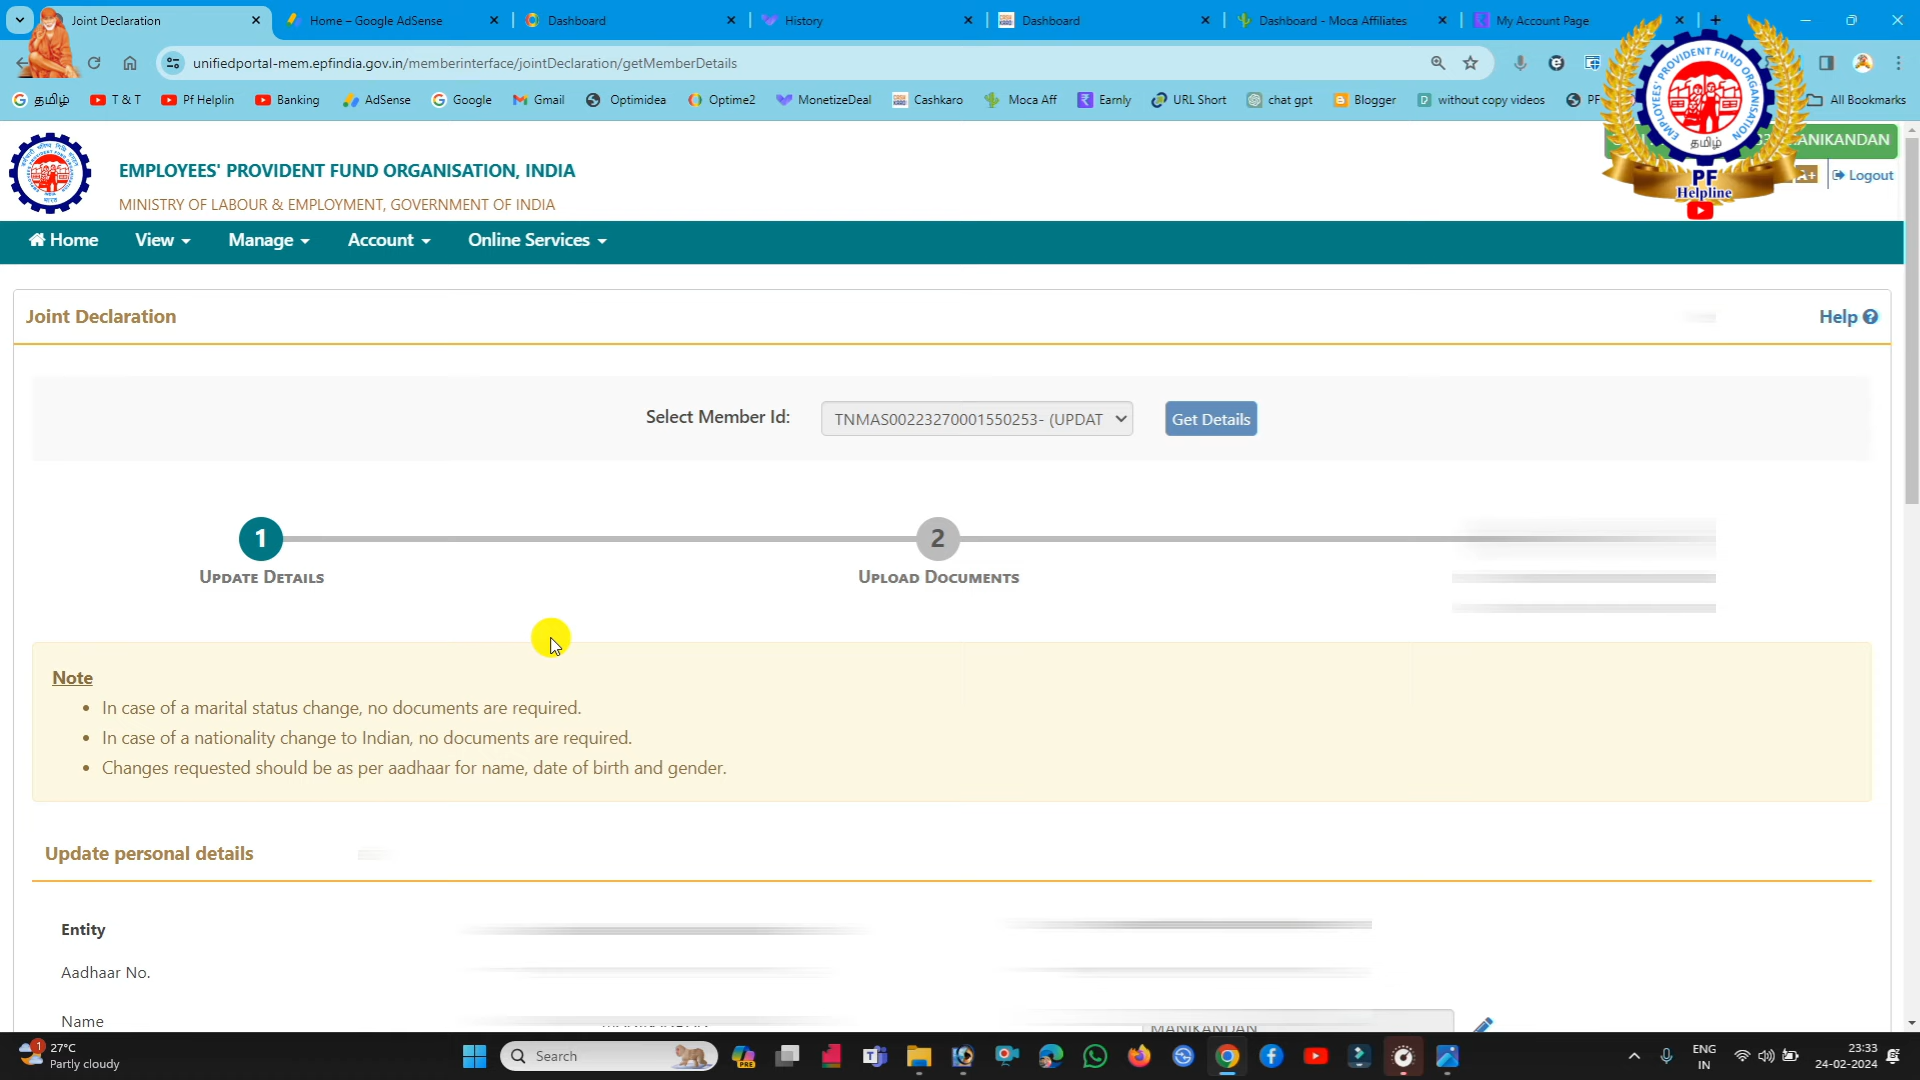 Joint Declaration
Home – Google AdSense
Dashboard
History
Dashboard
Dashboard - Moca Affiliates
My Account Page
unifiedportal-mem.epfindia.gov.in/memberinterface/jointDeclaration/getMemberDetails
தமிழ்
T & T
Pf Helplin
Banking
AdSense
Google
Gmail
Optimidea
Optime2
MonetizeDeal
Cashkaro
Moca Aff
Earnly
URL Short
chat gpt
Blogger
without copy videos
PF
All Bookmarks
EMPLOYEES' PROVIDENT FUND ORGANISATION, INDIA
MINISTRY OF LABOUR & EMPLOYMENT, GOVERNMENT OF INDIA
EMPLOYEES PROVIDENT FUND ORGANISATION
தமிழ்
PF
Helpline
MANIKANDAN
A+
Logout
Home
View
Manage
Account
Online Services
Joint Declaration
Help
Select Member Id:
TNMAS00223270001550253- (UPDAT
Get Details
1
2
UPDATE DETAILS
UPLOAD DOCUMENTS
Note
In case of a marital status change, no documents are required.
In case of a nationality change to Indian, no documents are required.
Changes requested should be as per aadhaar for name, date of birth and gender.
Update personal details
Entity
Aadhaar No.
Name
MANIKANDAN
MANIKANDAN
27°C
Partly cloudy
Search
ENG
IN
23:33
24-02-2024